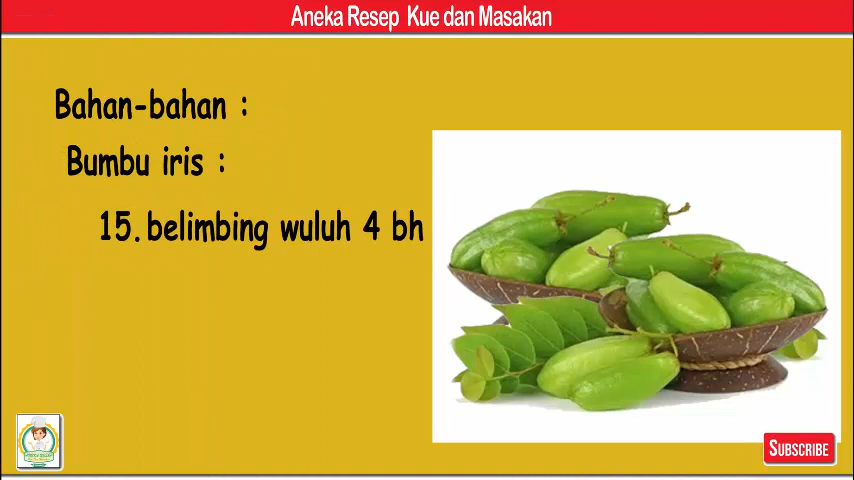 Aneka Resep Kue dan Masakan
Bahan-bahan :
Bumbu iris :
15. belimbing wuluh 4 bh
SUBSCRIBE